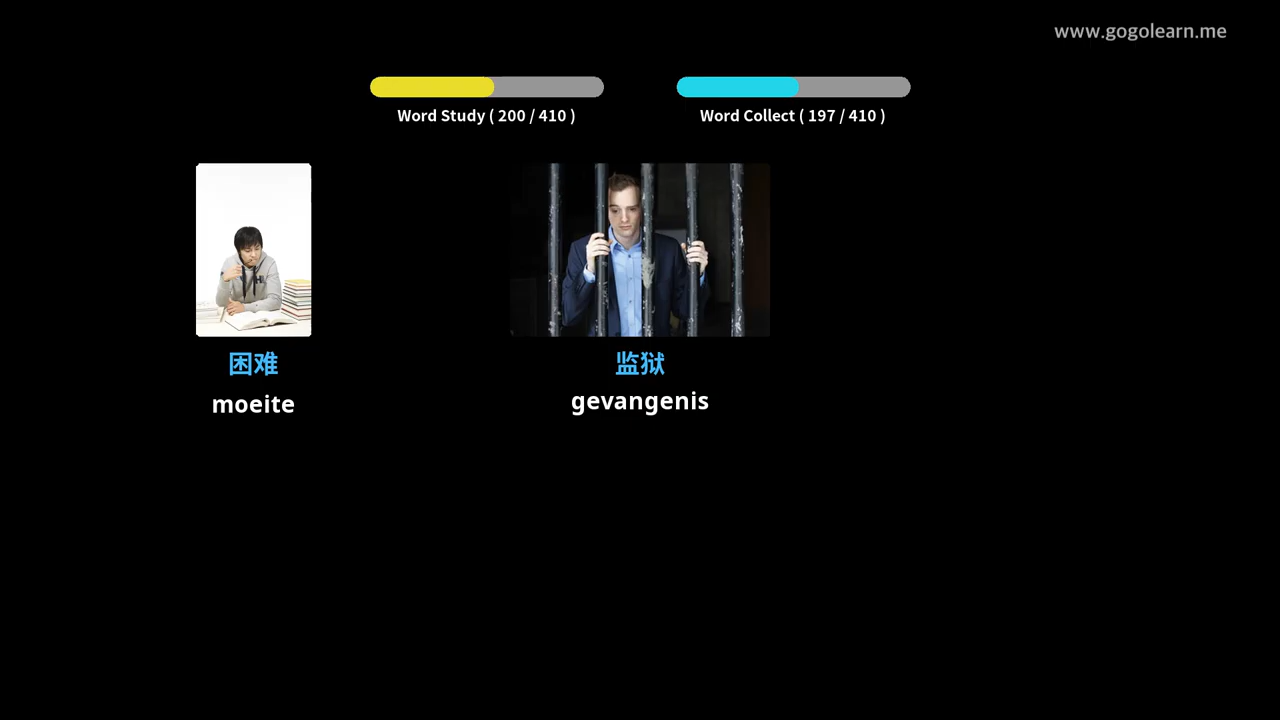 www.gogolearn.me
Word Study ( 200 / 410 )
Word Collect ( 197 / 410 )
困难
moeite
监狱
gevangenis